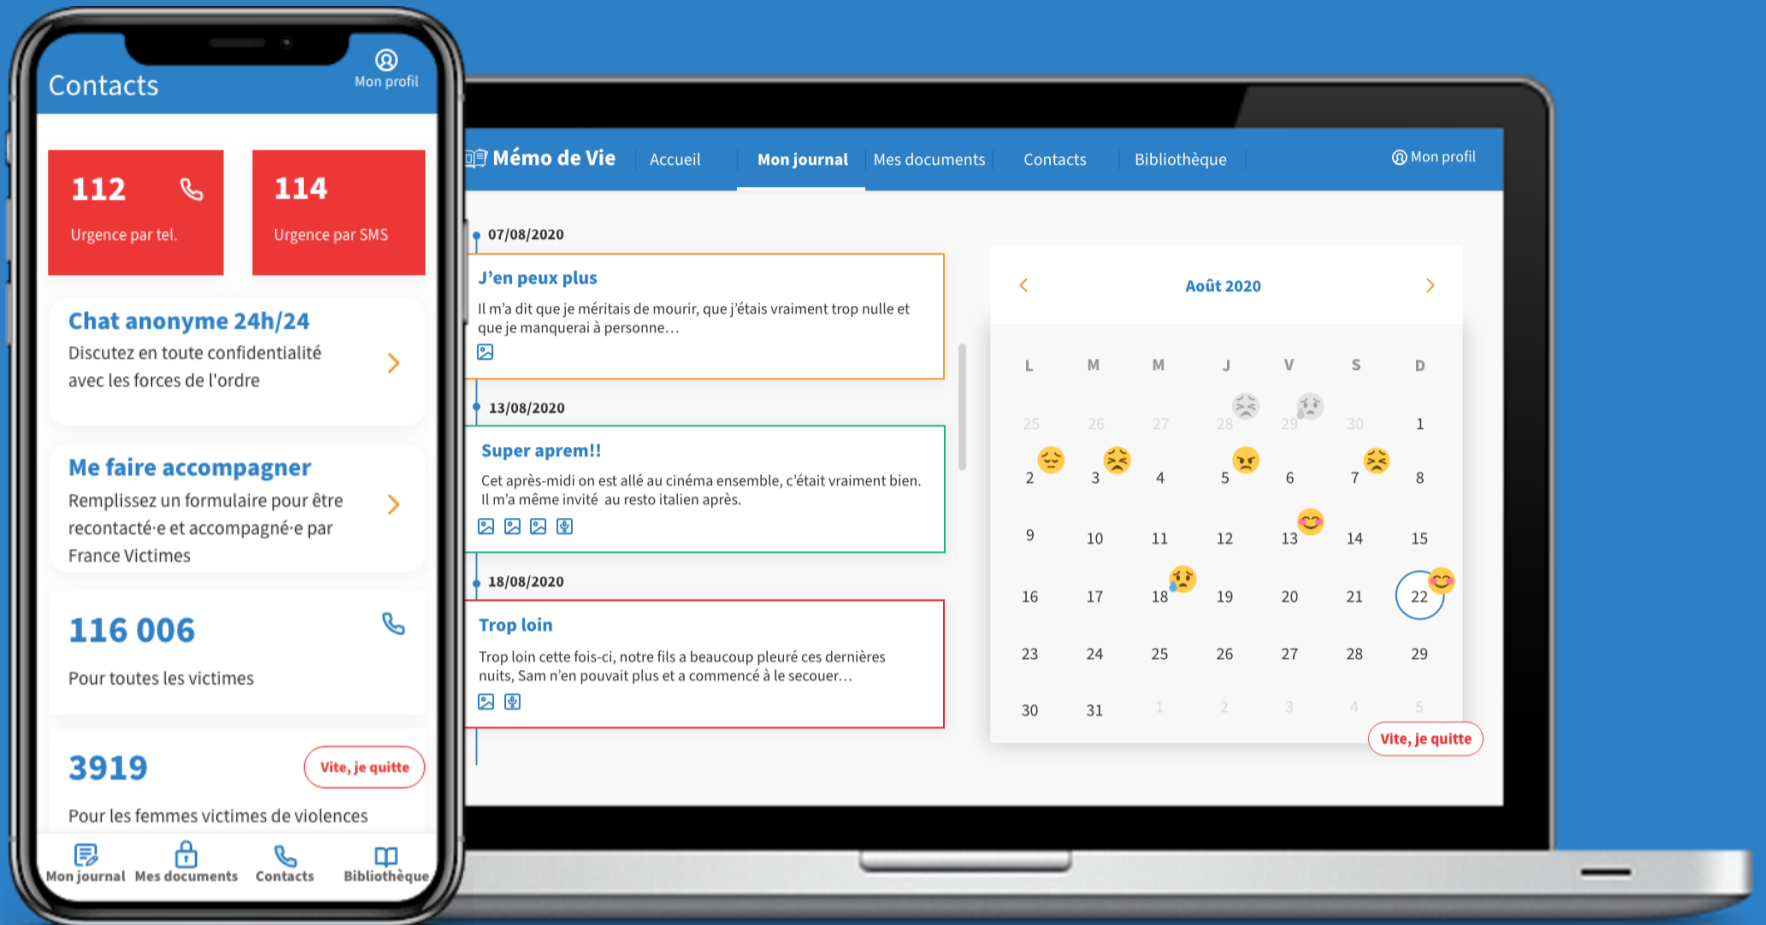 Contacts
Mon profil
112
Urgence par tel.
114
Urgence par SMS
Chat anonyme 24h/24
Discutez en toute confidentialité
avec les forces de l'ordre
Me faire accompagner
Remplissez un formulaire pour être
recontacté·e et accompagné·e par
France Victimes
116 006
Pour toutes les victimes
3919
Vite, je quitte
Pour les femmes victimes de violences
Mon journal Mes documents Contacts Bibliothèque
Mémo de Vie Accueil Mon journal Mes documents Contacts Bibliothèque Mon profil
07/08/2020
J'en peux plus
Il m'a dit que je méritais de mourir, que j'étais vraiment trop nulle et
que je manquerai à personne...
13/08/2020
Super aprem!!
Cet après-midi on est allé au cinéma ensemble, c'était vraiment bien.
Il m'a même invité au resto italien après.
18/08/2020
Trop loin
Trop loin cette fois-ci, notre fils a beaucoup pleuré ces dernières
nuits, Sam n'en pouvait plus et a commencé à le secouer...
Août 2020
L M M J V S D
25 26 27 28 29 30 1
2 3 4 5 6 7 8
9 10 11 12 13 14 15
16 17 18 19 20 21 22
23 24 25 26 27 28 29
30 31 1 2 3 4 5
Vite, je quitte